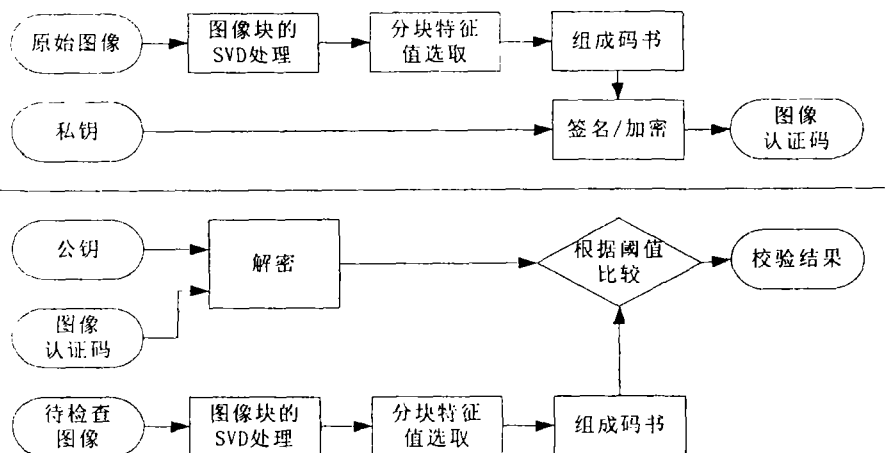 原始图像
图像块的
SVD处理
分块特征
值选取
组成码书
私钥
签名/加密
图像
认证码
公钥
解密
根据阈值
比较
校验结果
图像
认证码
待检查
图像
图像块的
SVD处理
分块特征
值选取
组成码书